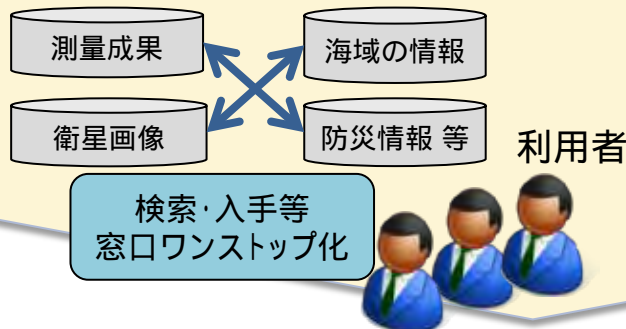 測量成果
海域の情報
衛星画像
防災情報 等
利用者
検索・入手等
窓口ワンストップ化